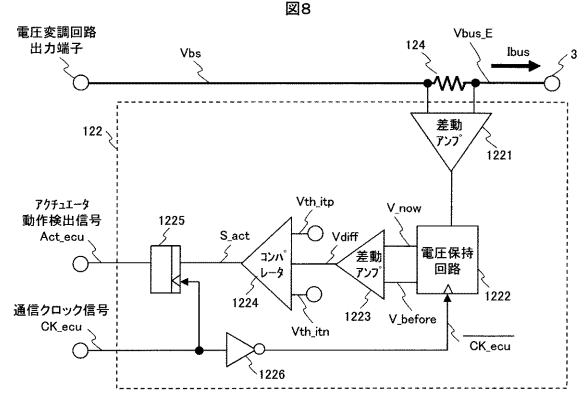 図8
電圧変調回路
出力端子
Vbs
124
Vbus_E
Ibus
3
122
差動
アンプ
1221
アクチュエータ
動作検出信号
Act_ecu
1225
S_act
Vth_itp
コンパ
レータ
1224
Vth_itn
Vdiff
差動
アンプ
1223
V_now
V_before
電圧保持
回路
1222
通信クロック信号
CK_ecu
1226
CK_ecu